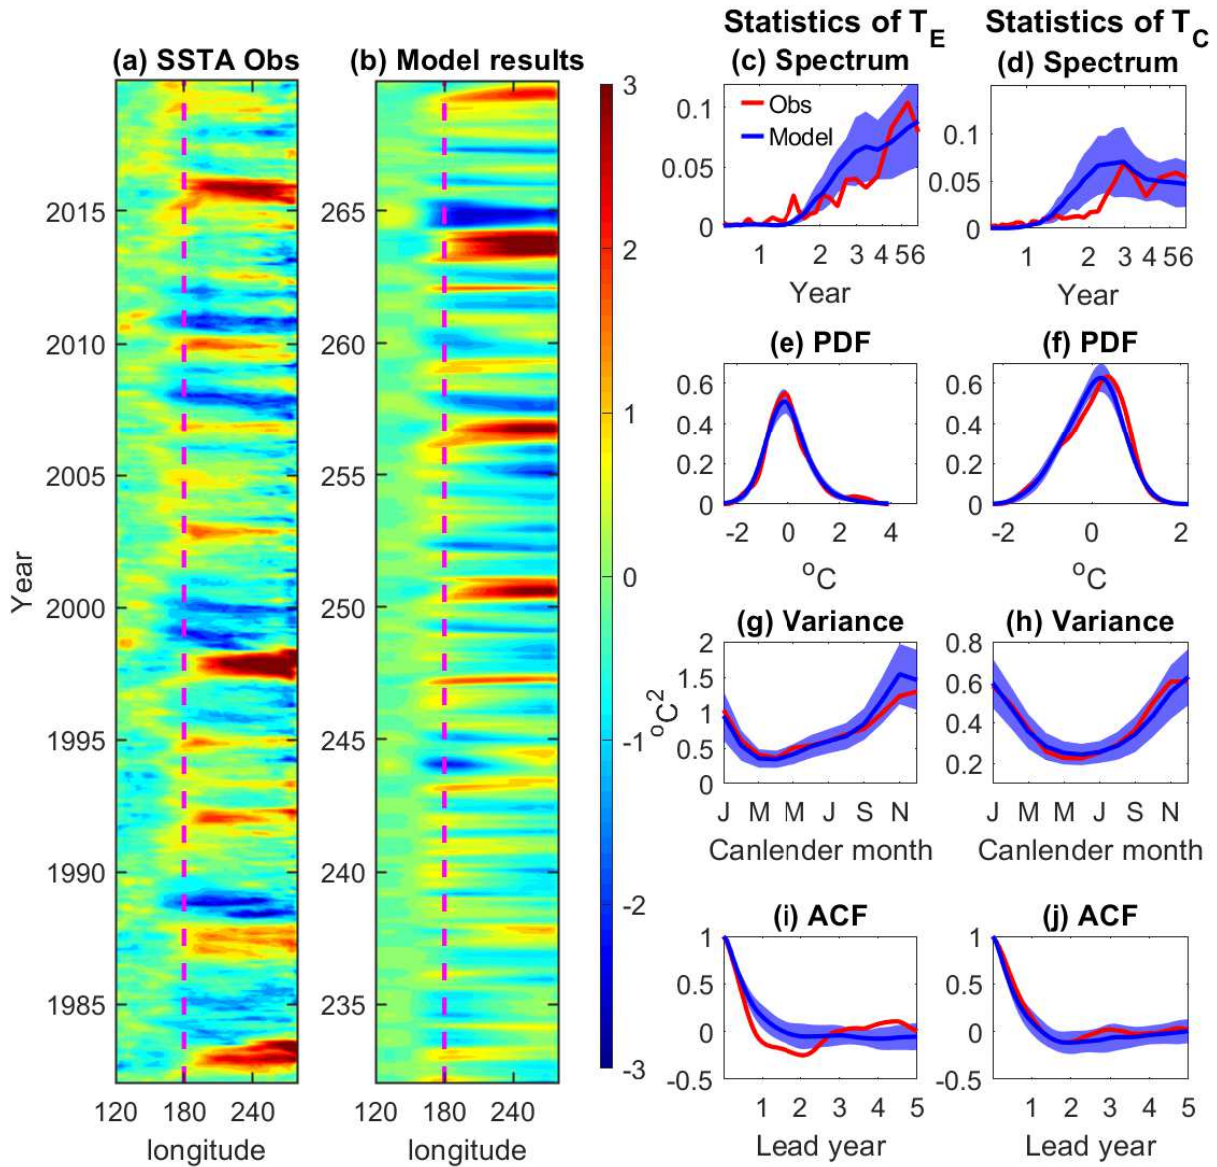 Statistics of T_E
Statistics of T_C
(a) SSTA Obs
(b) Model results
(c) Spectrum
(d) Spectrum
Year
2015
2010
2005
2000
1995
1990
1985
120 180 240
longitude
265
260
255
250
245
240
235
120 180 240
longitude
3
2
1
0
-1
-2
-3
°C²
0.1
0.05
0
Obs
Model
1 2 3 4 56
Year
0.1
0.05
0
1 2 3 4 56
Year
(e) PDF
0.6
0.4
0.2
0
-2 0 2 4
°C
(f) PDF
0.6
0.4
0.2
0
-2 0 2
°C
(g) Variance
2
1.5
1
0.5
0
J M M J S N
Canlender month
(h) Variance
0.8
0.6
0.4
0.2
J M M J S N
Canlender month
(i) ACF
1
0.5
0
-0.5
1 2 3 4 5
Lead year
(j) ACF
1
0.5
0
-0.5
1 2 3 4 5
Lead year